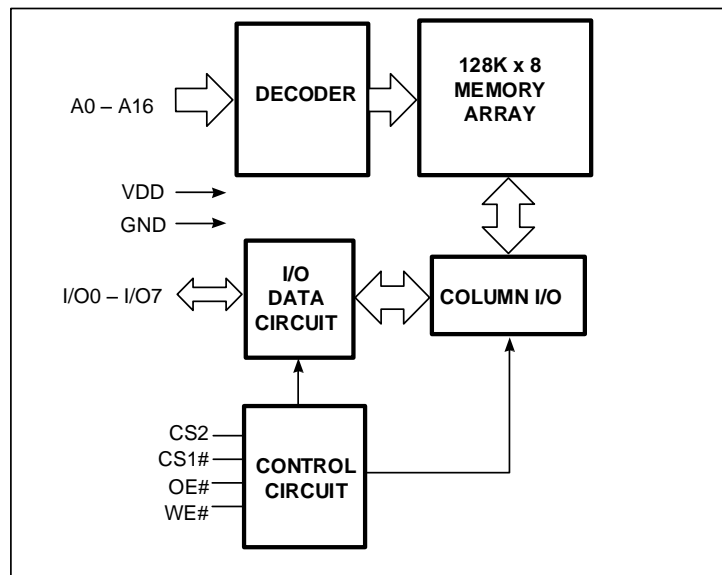 A0 – A16
DECODER
128K x 8
MEMORY
ARRAY
VDD
GND
I/O0 – I/O7
I/O
DATA
CIRCUIT
COLUMN I/O
CS2
CS1#
OE#
WE#
CONTROL
CIRCUIT